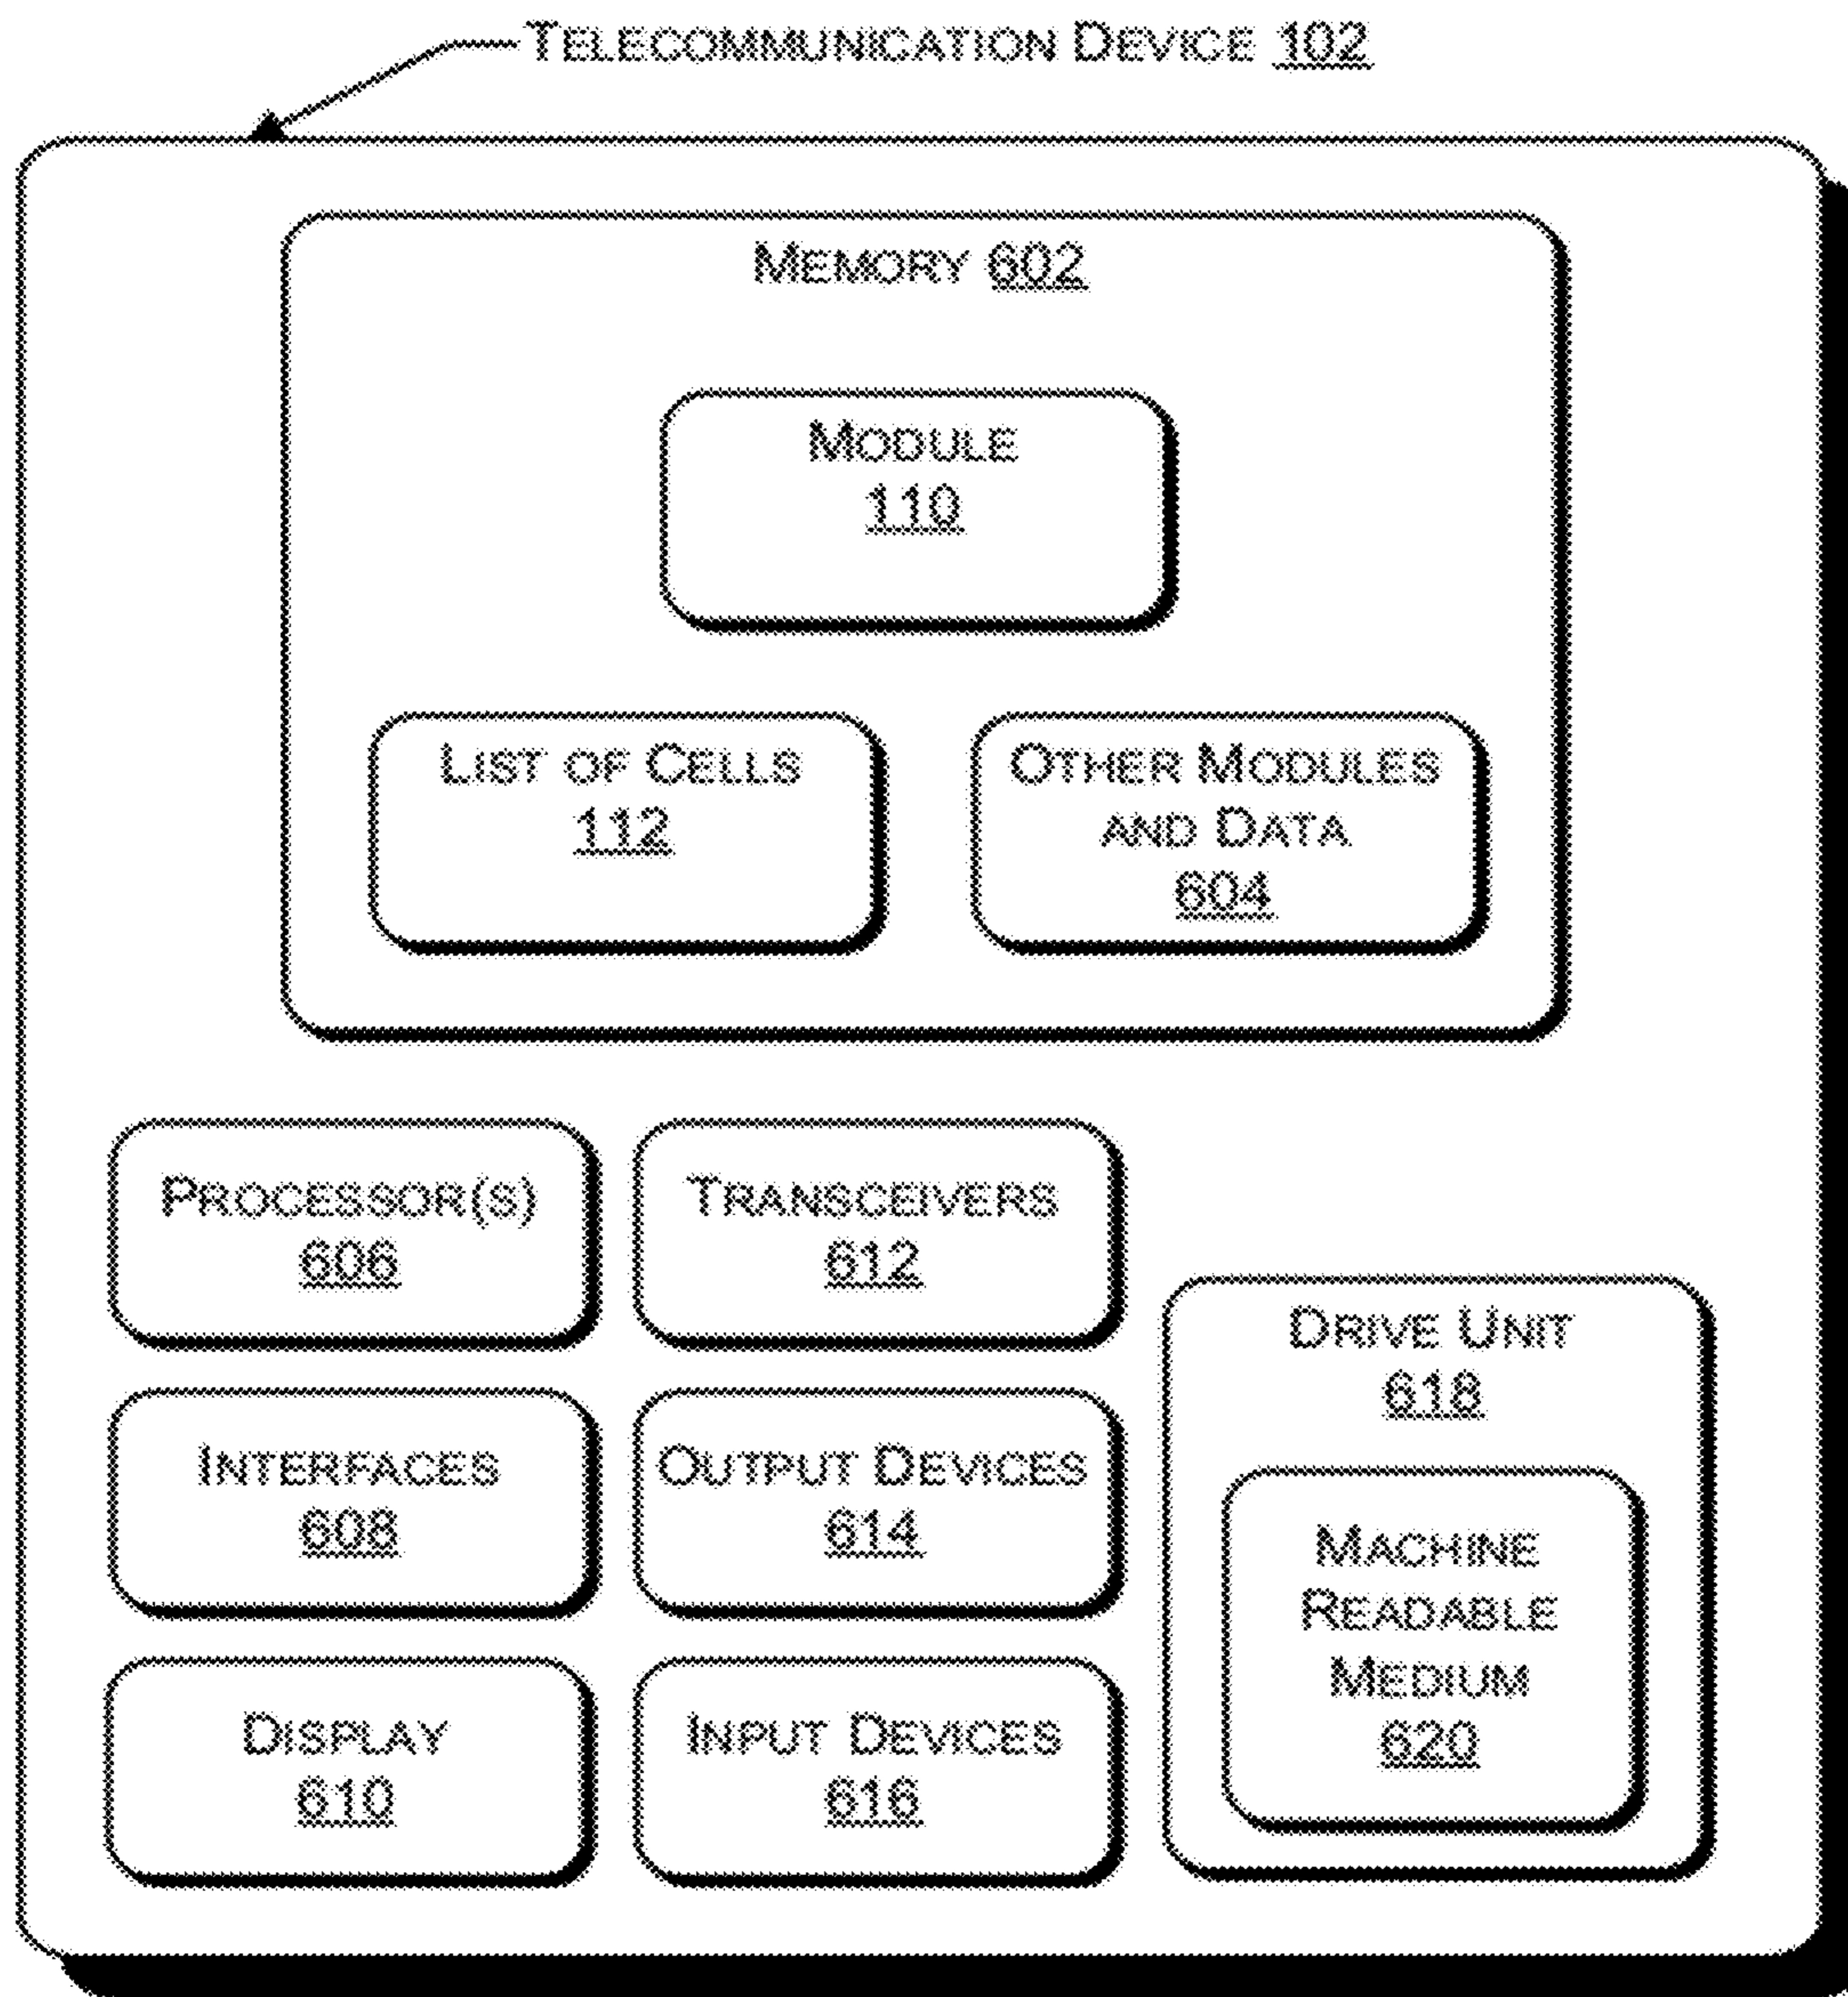 TELECOMMUNICATION DEVICE 102
MEMORY 602
MODULE
110
LIST OF CELLS
112
OTHER MODULES
AND DATA
604
PROCESSOR(S)
606
TRANSCEIVERS
612
INTERFACES
608
OUTPUT DEVICES
614
DISPLAY
610
INPUT DEVICES
616
DRIVE UNIT
618
MACHINE
READABLE
MEDIUM
620